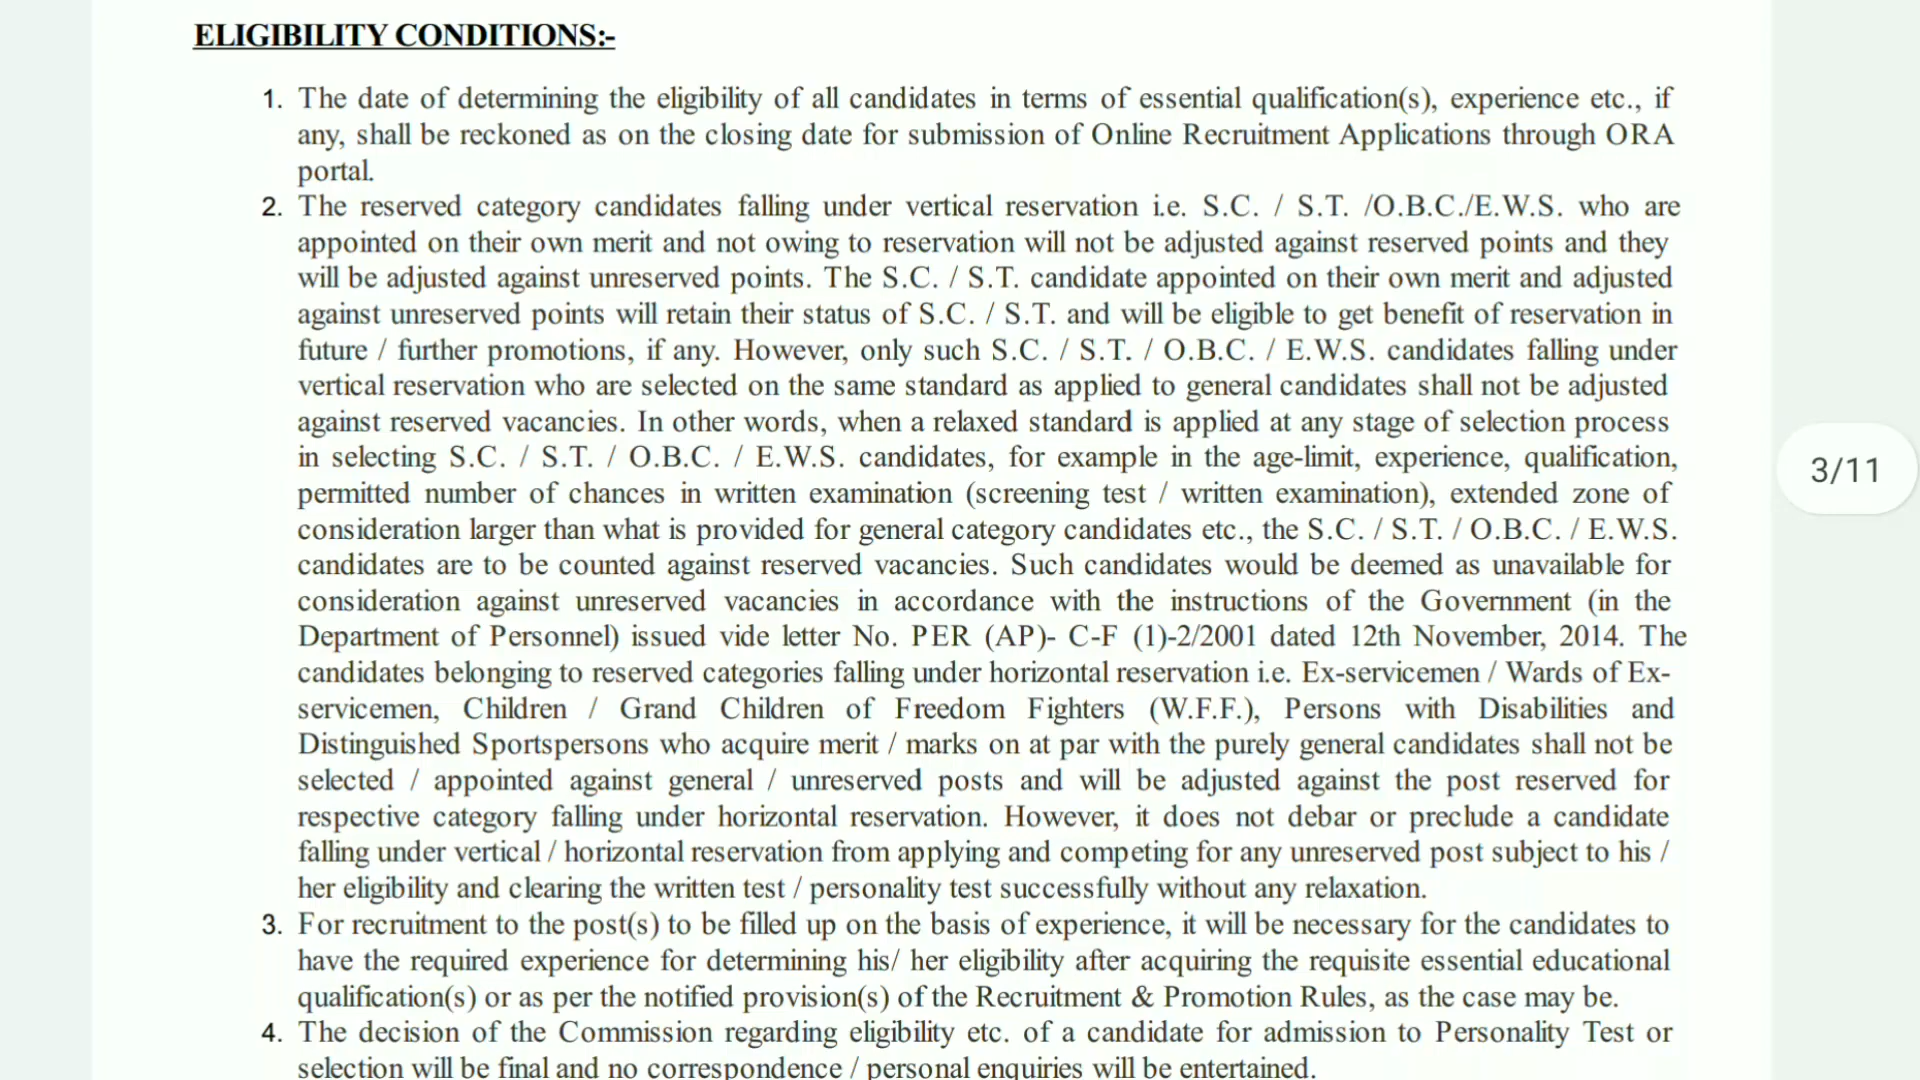 ELIGIBILITY CONDITIONS:-
1. The date of determining the eligibility of all candidates in terms of essential qualification(s), experience etc., if
any, shall be reckoned as on the closing date for submission of Online Recruitment Applications through ORA
portal.
2. The reserved category candidates falling under vertical reservation i.e. S.C. / S.T. /O.B.C./E.W.S. who are
appointed on their own merit and not owing to reservation will not be adjusted against reserved points and they
will be adjusted against unreserved points. The S.C. / S.T. candidate appointed on their own merit and adjusted
against unreserved points will retain their status of S.C. / S.T. and will be eligible to get benefit of reservation in
future / further promotions, if any. However, only such S.C. / S.T. / O.B.C. / E.W.S. candidates falling under
vertical reservation who are selected on the same standard as applied to general candidates shall not be adjusted
against reserved vacancies. In other words, when a relaxed standard is applied at any stage of selection process
in selecting S.C. / S.T. / O.B.C. / E.W.S. candidates, for example in the age-limit, experience, qualification,
permitted number of chances in written examination (screening test / written examination), extended zone of
consideration larger than what is provided for general category candidates etc., the S.C. / S.T. / O.B.C. / E.W.S.
candidates are to be counted against reserved vacancies. Such candidates would be deemed as unavailable for
consideration against unreserved vacancies in accordance with the instructions of the Government (in the
Department of Personnel) issued vide letter No. PER (AP)- C-F (1)-2/2001 dated 12th November, 2014. The
candidates belonging to reserved categories falling under horizontal reservation i.e. Ex-servicemen / Wards of Ex-
servicemen, Children / Grand Children of Freedom Fighters (W.F.F.), Persons with Disabilities and
Distinguished Sportspersons who acquire merit / marks on at par with the purely general candidates shall not be
selected / appointed against general / unreserved posts and will be adjusted against the post reserved for
respective category falling under horizontal reservation. However, it does not debar or preclude a candidate
falling under vertical / horizontal reservation from applying and competing for any unreserved post subject to his /
her eligibility and clearing the written test / personality test successfully without any relaxation.
3. For recruitment to the post(s) to be filled up on the basis of experience, it will be necessary for the candidates to
have the required experience for determining his/ her eligibility after acquiring the requisite essential educational
qualification(s) or as per the notified provision(s) of the Recruitment & Promotion Rules, as the case may be.
4. The decision of the Commission regarding eligibility etc. of a candidate for admission to Personality Test or
selection will be final and no correspondence / personal enquiries will be entertained.
3/11